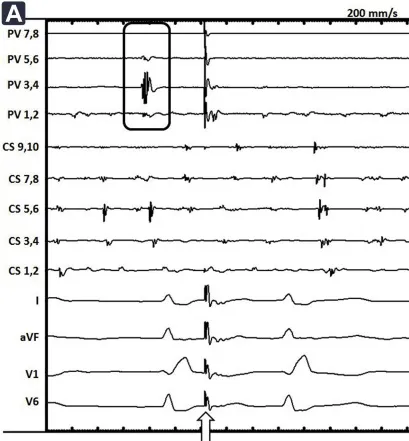 A
200 mm/s
PV 7,8
PV 5,6
PV 3,4
PV 1,2
CS 9,10
CS 7,8
CS 5,6
CS 3,4
CS 1,2
I
aVF
V1
V6